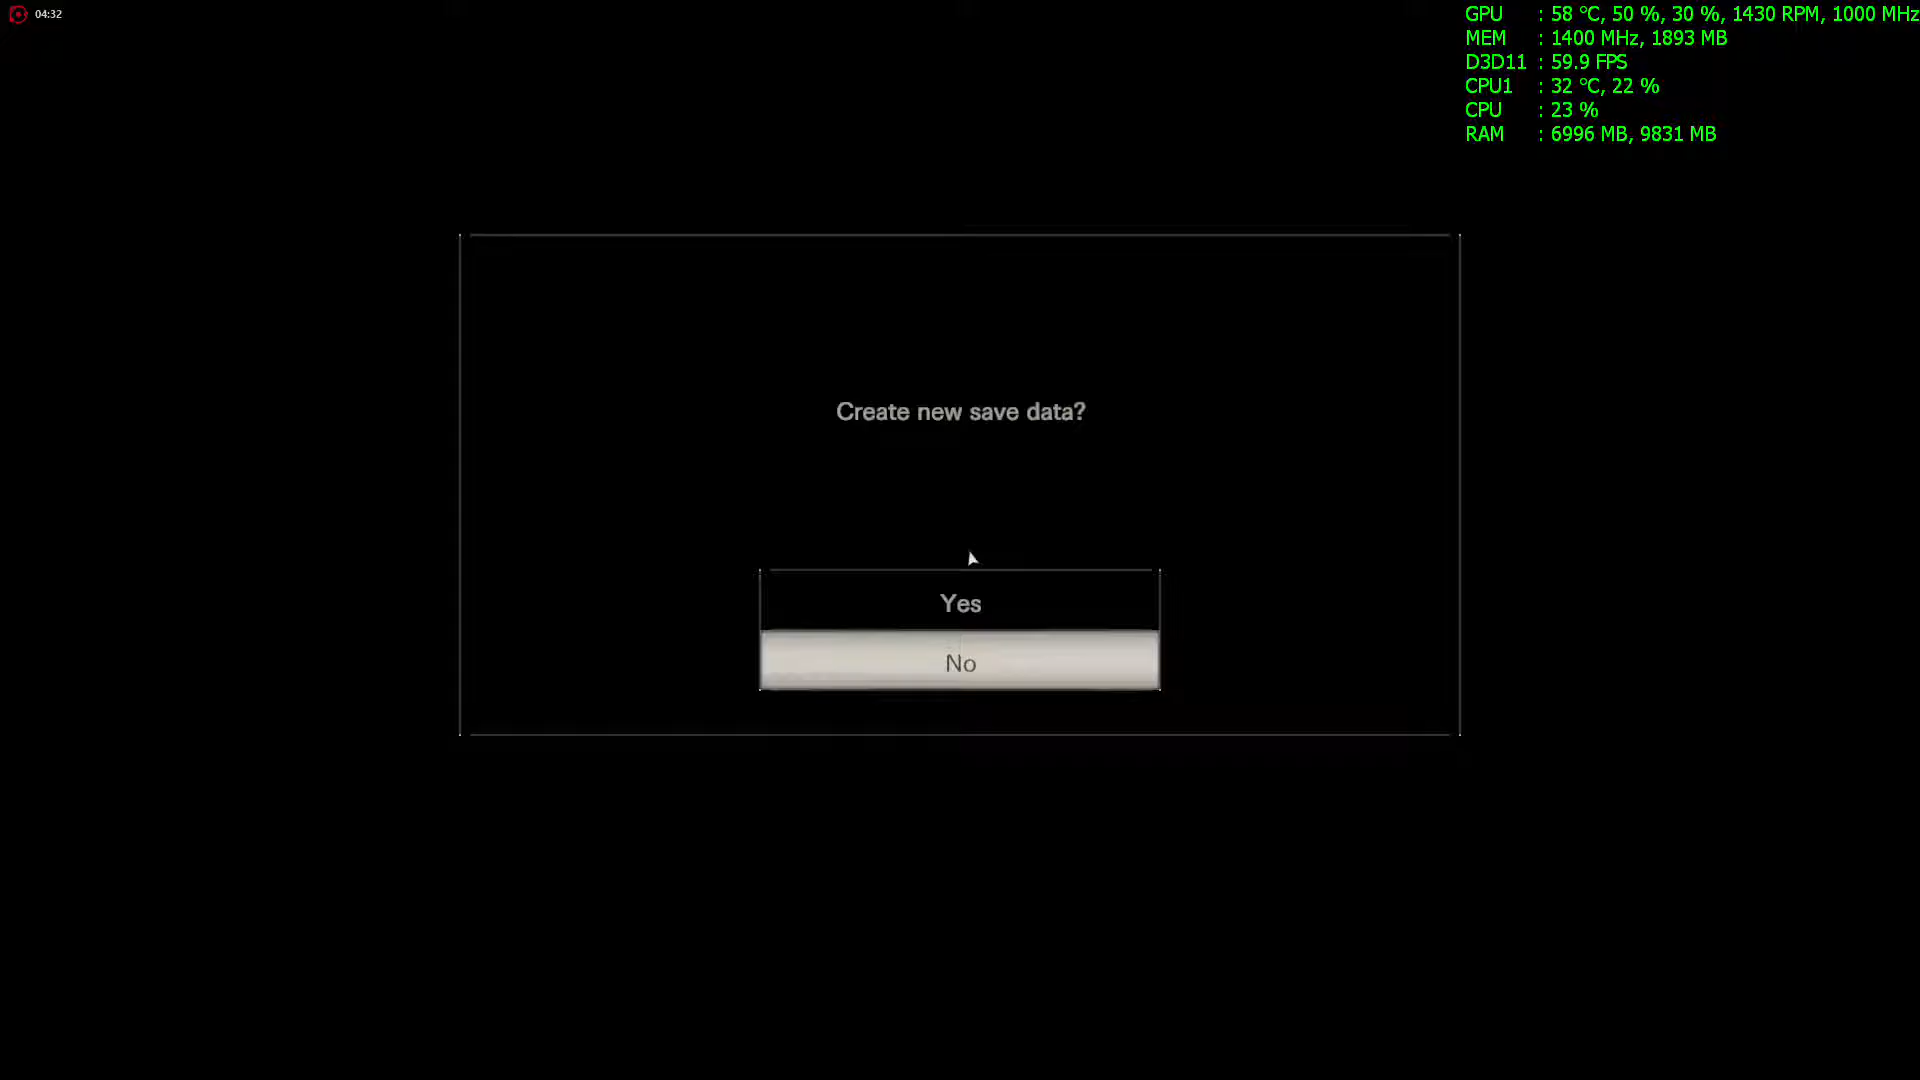 04:32
GPU : 58 °C, 50 %, 30 %, 1430 RPM, 1000 MHz
MEM : 1400 MHz, 1893 MB
D3D11 : 59.9 FPS
CPU1 : 32 °C, 22 %
CPU : 23 %
RAM : 6996 MB, 9831 MB
Create new save data?
Yes
No